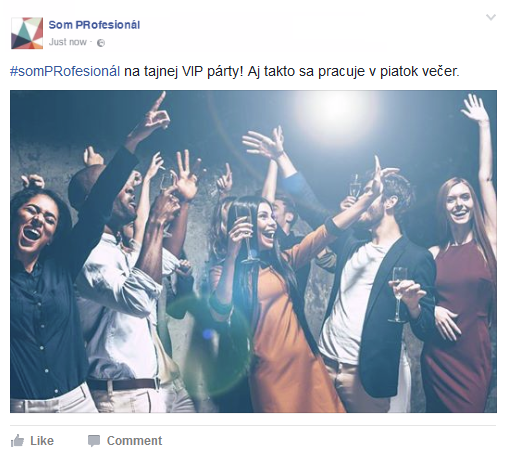 Som PRofesionál
Just now ·
#somPRofesionál na tajnej VIP párty! Aj takto sa pracuje v piatok večer.
Like Comment